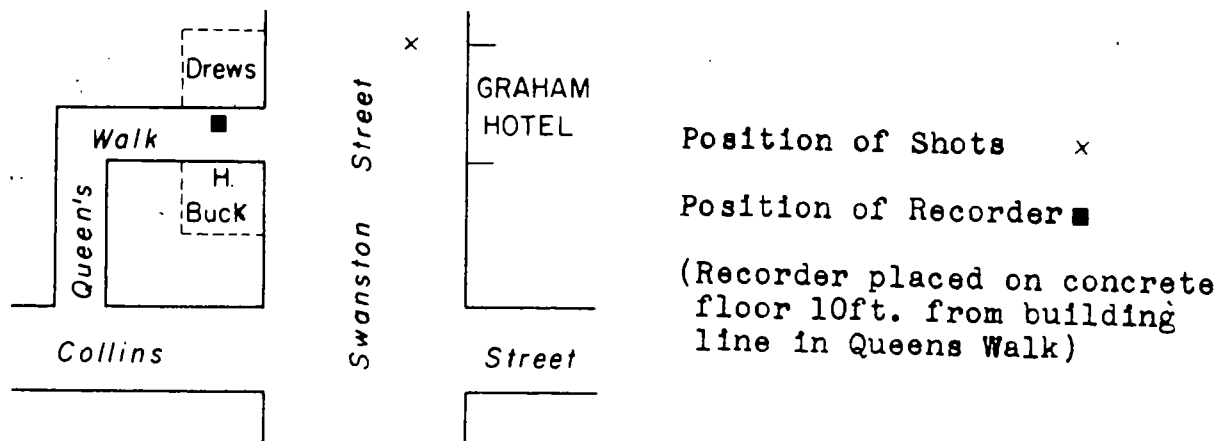 Drews
GRAHAM
HOTEL
Walk
H.
Buck
Queen's
Swanston Street
Collins
Street
Position of Shots ×
Position of Recorder ■
(Recorder placed on concrete
floor 10ft. from building
line in Queens Walk)